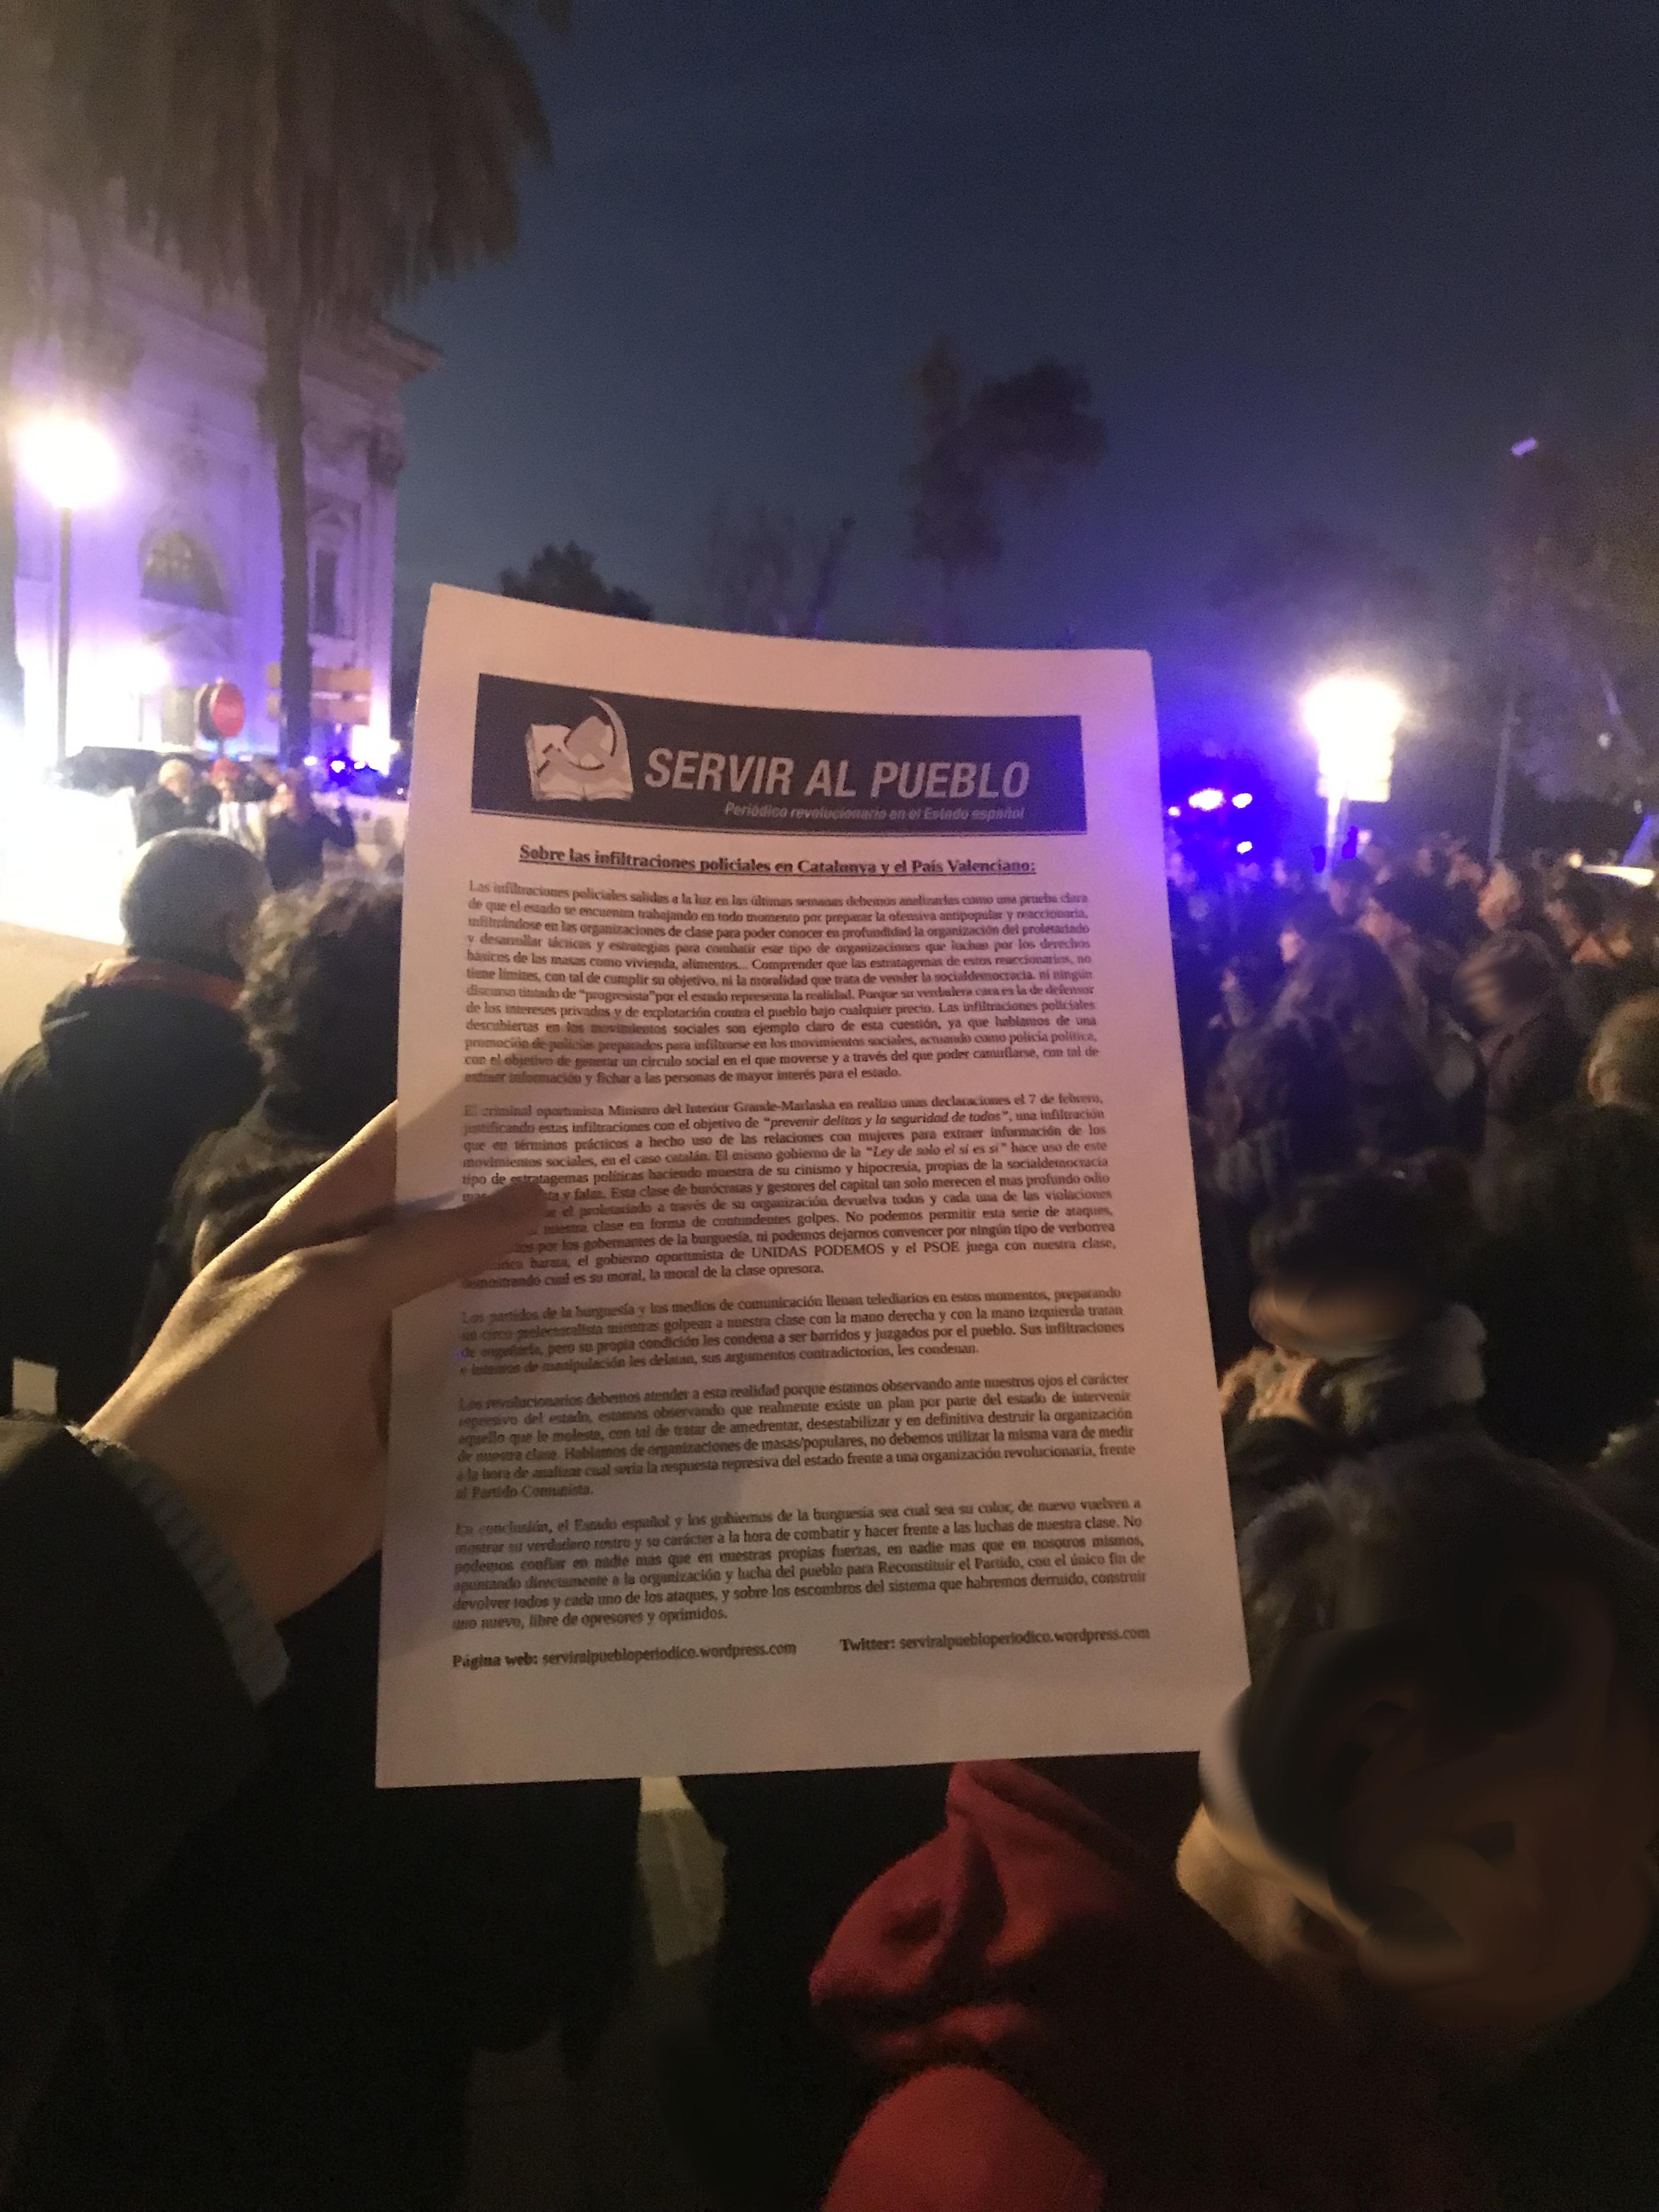 SERVIR AL PUEBLO
Periódico revolucionario en el Estado español
Sobre las infiltraciones policiales en Catalunya y el País Valenciano:
Las infiltraciones policiales salidas a la luz en las últimas semanas debemos analizarlas como una prueba clara
de que el estado se encuentra trabajando en todo momento por preparar la ofensiva antipopular y reaccionaria,
infiltrándose en las organizaciones de clase para poder conocer en profundidad la organización del proletariado
y desarrollar técnicas y estrategias para combatir este tipo de organizaciones que luchan por los derechos
básicos de las masas como vivienda, alimentos... Comprender que las estratagemas de estos reaccionarios, no
tiene límites, con tal de cumplir su objetivo, ni la moralidad que trata de vender la socialdemocracia, ni ningún
discurso tintado de "progresista"por el estado representa la realidad. Porque su verdadera cara es la de defensor
de los intereses privados y de explotación contra el pueblo bajo cualquier precio. Las infiltraciones policiales
descubiertas en los movimientos sociales son ejemplo claro de esta cuestión, ya que hablamos de una
promoción de policías preparados para infiltrarse en los movimientos sociales, actuando como policía política,
con el objetivo de generar un círculo social en el que moverse y a través del que poder camuflarse, con tal de
extraer información y fichar a las personas de mayor interés para el estado.
El criminal oportunista Ministro del Interior Grande-Marlaska en realizo unas declaraciones el 7 de febrero,
justificando estas infiltraciones con el objetivo de "prevenir delitos y la seguridad de todos", una infiltración
que en términos prácticos a hecho uso de las relaciones con mujeres para extraer información de los
movimientos sociales, en el caso catalán. El mismo gobierno de la "Ley de solo el sí es sí" hace uso de este
tipo de estratagemas políticas haciendo muestra de su cinismo y hipocresía, propias de la socialdemocracia
y falaz. Esta clase de burócratas y gestores del capital tan solo merecen el mas profundo odio
el proletariado a través de su organización devuelva todos y cada una de las violaciones
nuestra clase en forma de contundentes golpes. No podemos permitir esta serie de ataques,
por los gobernantes de la burguesía, ni podemos dejarnos convencer por ningún tipo de verborrea
barata, el gobierno oportunista de UNIDAS PODEMOS y el PSOE juega con nuestra clase,
demostrando cual es su moral, la moral de la clase opresora.
Los partidos de la burguesía y los medios de comunicación llenan telediarios en estos momentos, preparando
un circo preelectoralista mientras golpean a nuestra clase con la mano derecha y con la mano izquierda tratan
de engañarla, pero su propia condición les condena a ser barridos y juzgados por el pueblo. Sus infiltraciones
e intentos de manipulación les delatan, sus argumentos contradictorios, les condenan.
Los revolucionarios debemos atender a esta realidad porque estamos observando ante nuestros ojos el carácter
represivo del estado, estamos observando que realmente existe un plan por parte del estado de intervenir
aquello que le molesta, con tal de tratar de amedrentar, desestabilizar y en definitiva destruir la organización
de nuestra clase. Hablamos de organizaciones de masas/populares, no debemos utilizar la misma vara de medir
a la hora de analizar cual sería la respuesta represiva del estado frente a una organización revolucionaria, frente
al Partido Comunista.
En conclusión, el Estado español y los gobiernos de la burguesía sea cual sea su color, de nuevo vuelven a
mostrar su verdadero rostro y su carácter a la hora de combatir y hacer frente a las luchas de nuestra clase. No
podemos confiar en nadie mas que en nuestras propias fuerzas, en nadie mas que en nosotros mismos,
apuntando directamente a la organización y lucha del pueblo para Reconstituir el Partido, con el único fin de
devolver todos y cada uno de los ataques, y sobre los escombros del sistema que habremos derruido, construir
uno nuevo, libre de opresores y oprimidos.
Página web: serviralpuebloperiodico.wordpress.com Twitter: serviralpuebloperiodico.wordpress.com